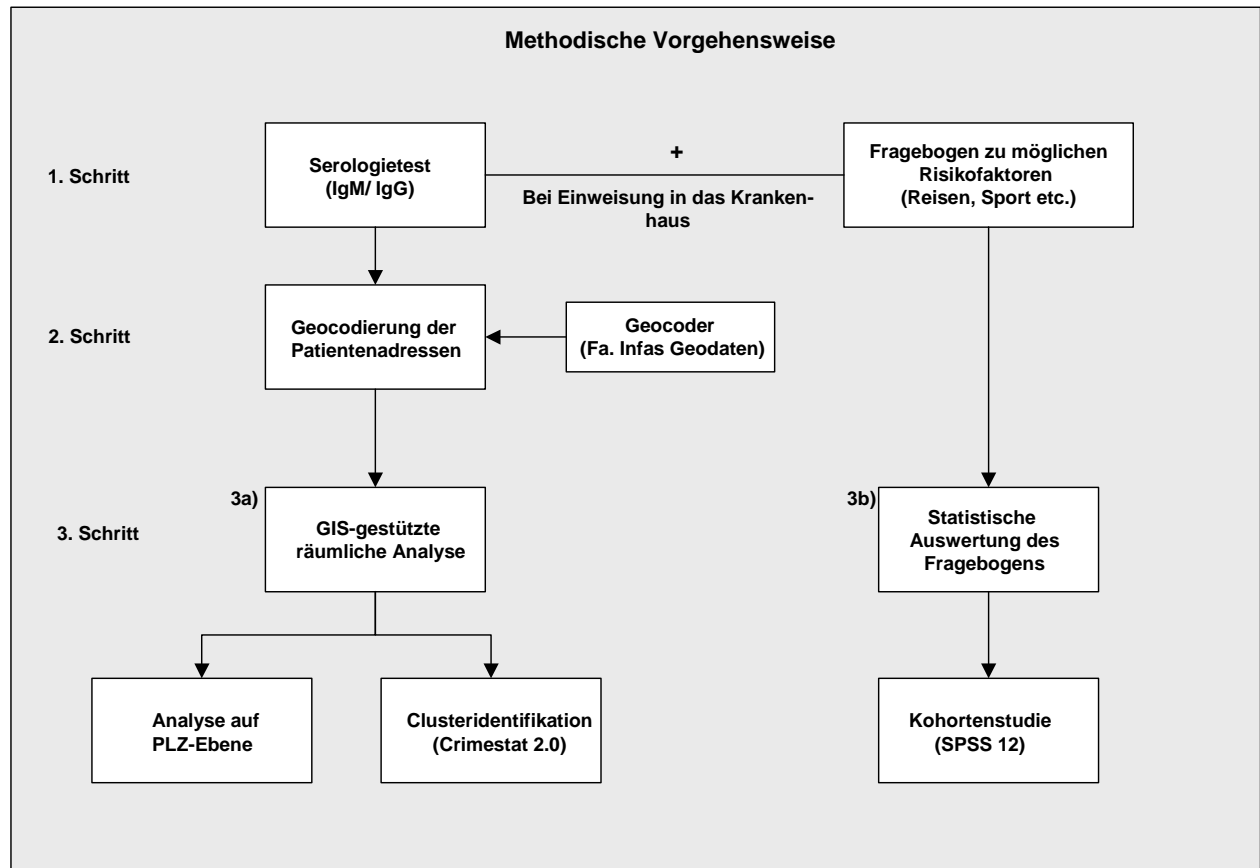 Methodische Vorgehensweise
1. Schritt
Serologietest
(IgM/ IgG)
+
Bei Einweisung in das Kranken-
haus
Fragebogen zu möglichen
Risikofaktoren
(Reisen, Sport etc.)
2. Schritt
Geocodierung der
Patientenadressen
Geocoder
(Fa. Infas Geodaten)
3. Schritt
3a)
GIS-gestützte
räumliche Analyse
3b)
Statistische
Auswertung des
Fragebogens
Analyse auf
PLZ-Ebene
Clusteridentifikation
(Crimestat 2.0)
Kohortenstudie
(SPSS 12)